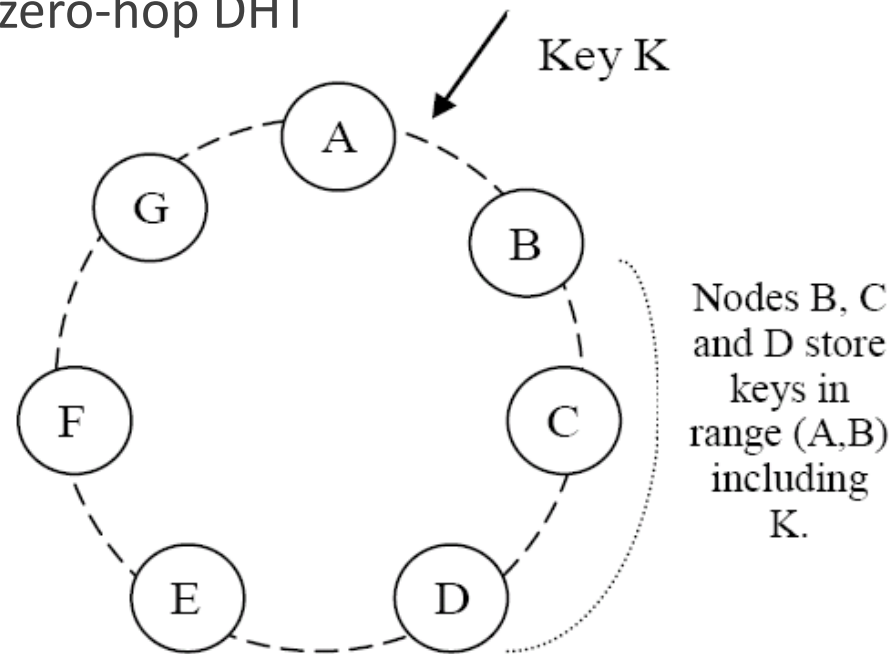 zero-hop DHT
Key K
A
G
B
Nodes B, C
and D store
keys in
range (A,B)
including
K.
F
C
E
D